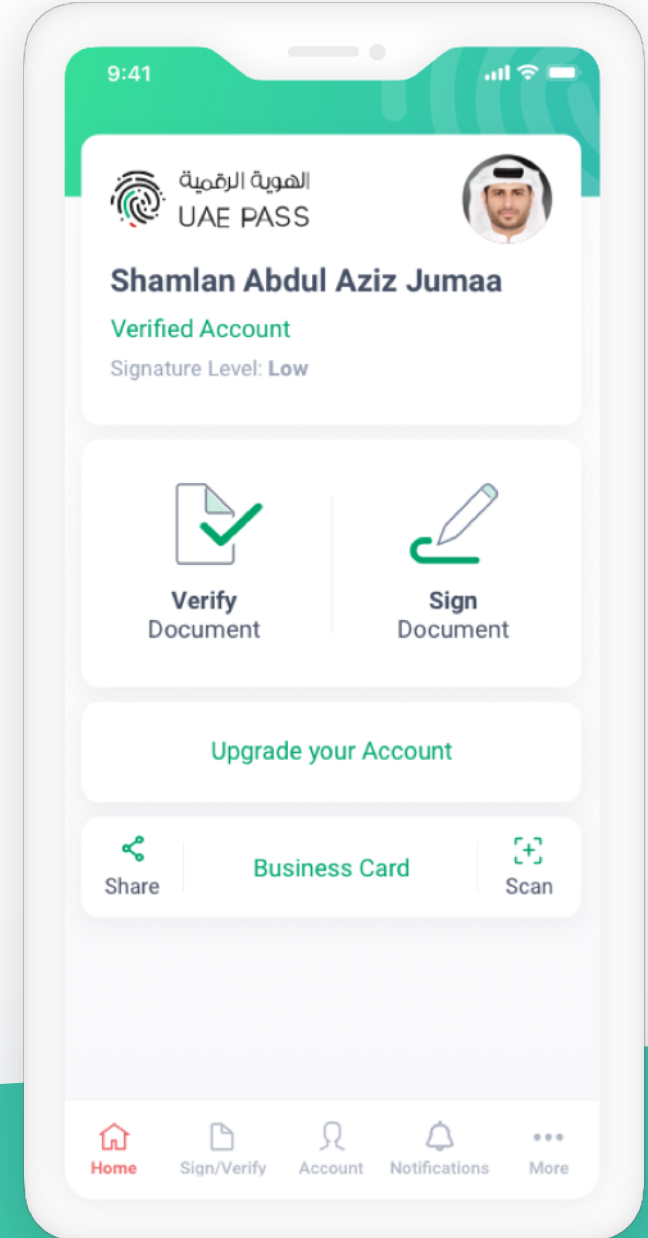 9:41
الهوية الرقمية
UAE PASS
Shamlan Abdul Aziz Jumaa
Verified Account
Signature Level: Low
Verify
Document
Sign
Document
Upgrade your Account
Share
Business Card
Scan
Home
Sign/Verify
Account
Notifications
More